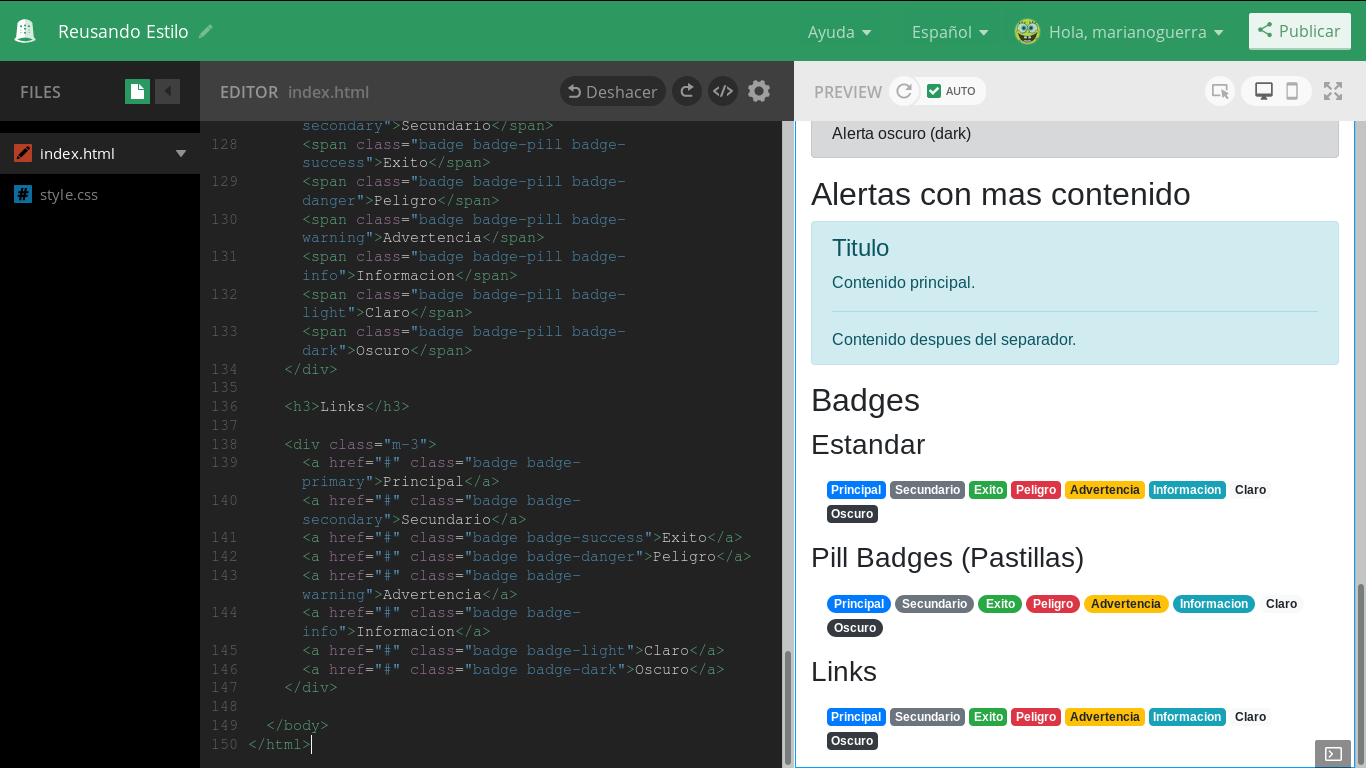 Reusando Estilo
Ayuda
Español
Hola, marianoguerra
Publicar
FILES
index.html
style.css
EDITOR index.html
Deshacer
secondary">Secundario</span>
128 <span class="badge badge-pill badge-
success">Exito</span>
129 <span class="badge badge-pill badge-
danger">Peligro</span>
130 <span class="badge badge-pill badge-
warning">Advertencia</span>
131 <span class="badge badge-pill badge-
info">Informacion</span>
132 <span class="badge badge-pill badge-
light">Claro</span>
133 <span class="badge badge-pill badge-
dark">Oscuro</span>
134 </div>
135
136 <h3>Links</h3>
137
138 <div class="m-3">
139 <a href="#" class="badge badge-
primary">Principal</a>
140 <a href="#" class="badge badge-
secondary">Secundario</a>
141 <a href="#" class="badge badge-success">Exito</a>
142 <a href="#" class="badge badge-danger">Peligro</a>
143 <a href="#" class="badge badge-
warning">Advertencia</a>
144 <a href="#" class="badge badge-
info">Informacion</a>
145 <a href="#" class="badge badge-light">Claro</a>
146 <a href="#" class="badge badge-dark">Oscuro</a>
147 </div>
148
149 </body>
150 </html>
PREVIEW
AUTO
Alerta oscuro (dark)
Alertas con mas contenido
Titulo
Contenido principal.
Contenido despues del separador.
Badges
Estandar
Principal Secundario Exito Peligro Advertencia Informacion Claro
Oscuro
Pill Badges (Pastillas)
Principal Secundario Exito Peligro Advertencia Informacion Claro
Oscuro
Links
Principal Secundario Exito Peligro Advertencia Informacion Claro
Oscuro